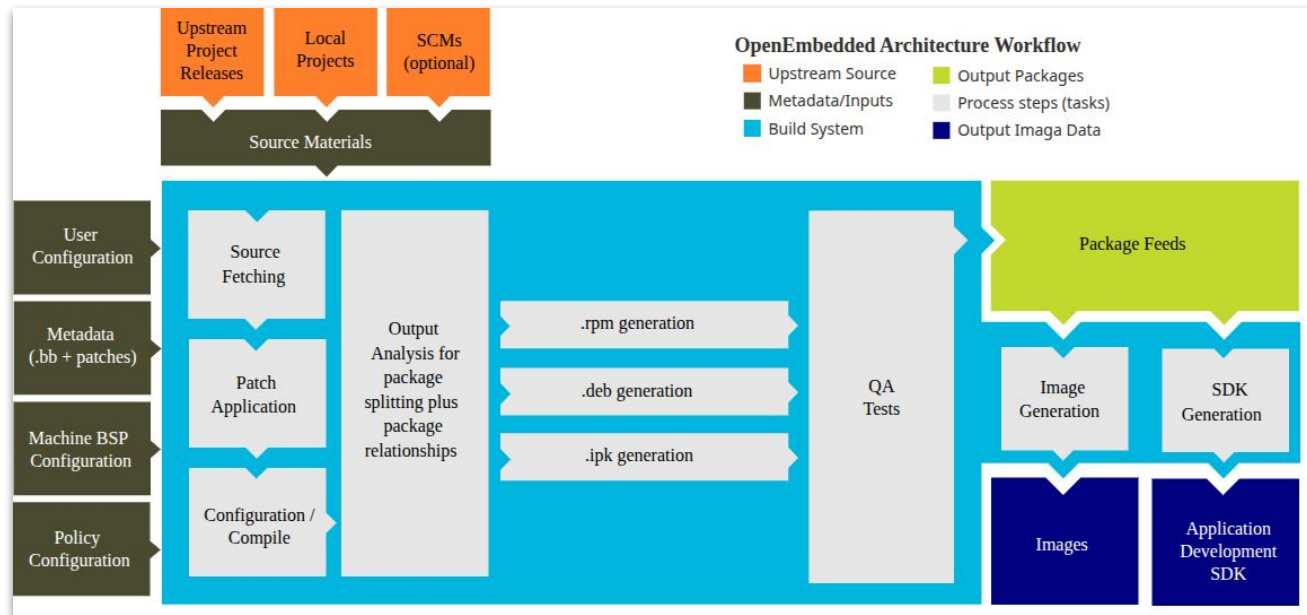 Upstream
Project
Releases
Local
Projects
SCMs
(optional)
OpenEmbedded Architecture Workflow
Upstream Source
Output Packages
Metadata/Inputs
Process steps (tasks)
Build System
Output Imaga Data
Source Materials
User
Configuration
Metadata
(.bb + patches)
Machine BSP
Configuration
Policy
Configuration
Source
Fetching
Patch
Application
Configuration /
Compile
Output
Analysis for
package
splitting plus
package
relationships
.rpm generation
.deb generation
.ipk generation
QA
Tests
Package Feeds
Image
Generation
SDK
Generation
Images
Application
Development
SDK